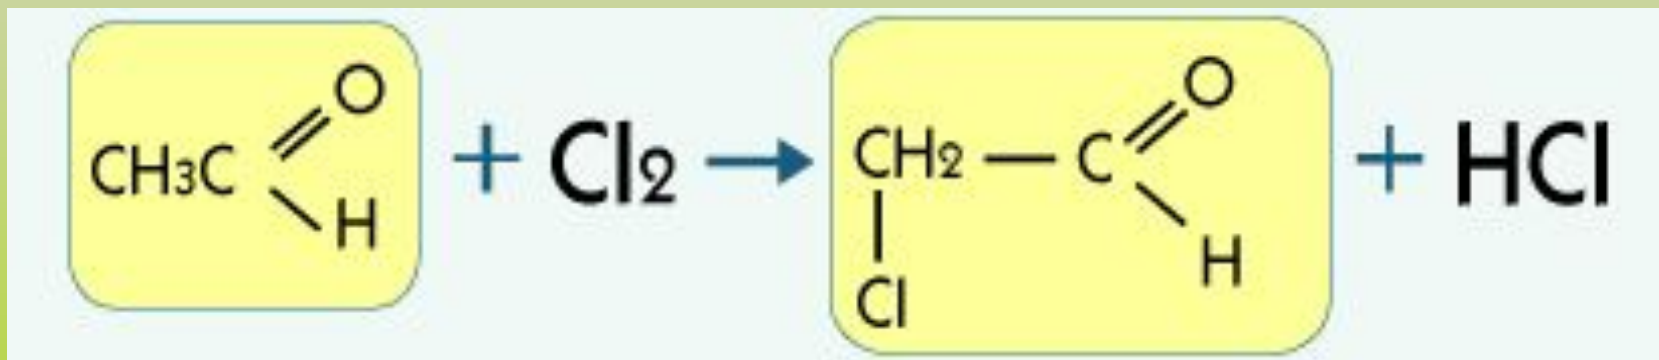 O
CH3C
H
+ Cl2 →
O
CH2 — C
H
Cl
+ HCl